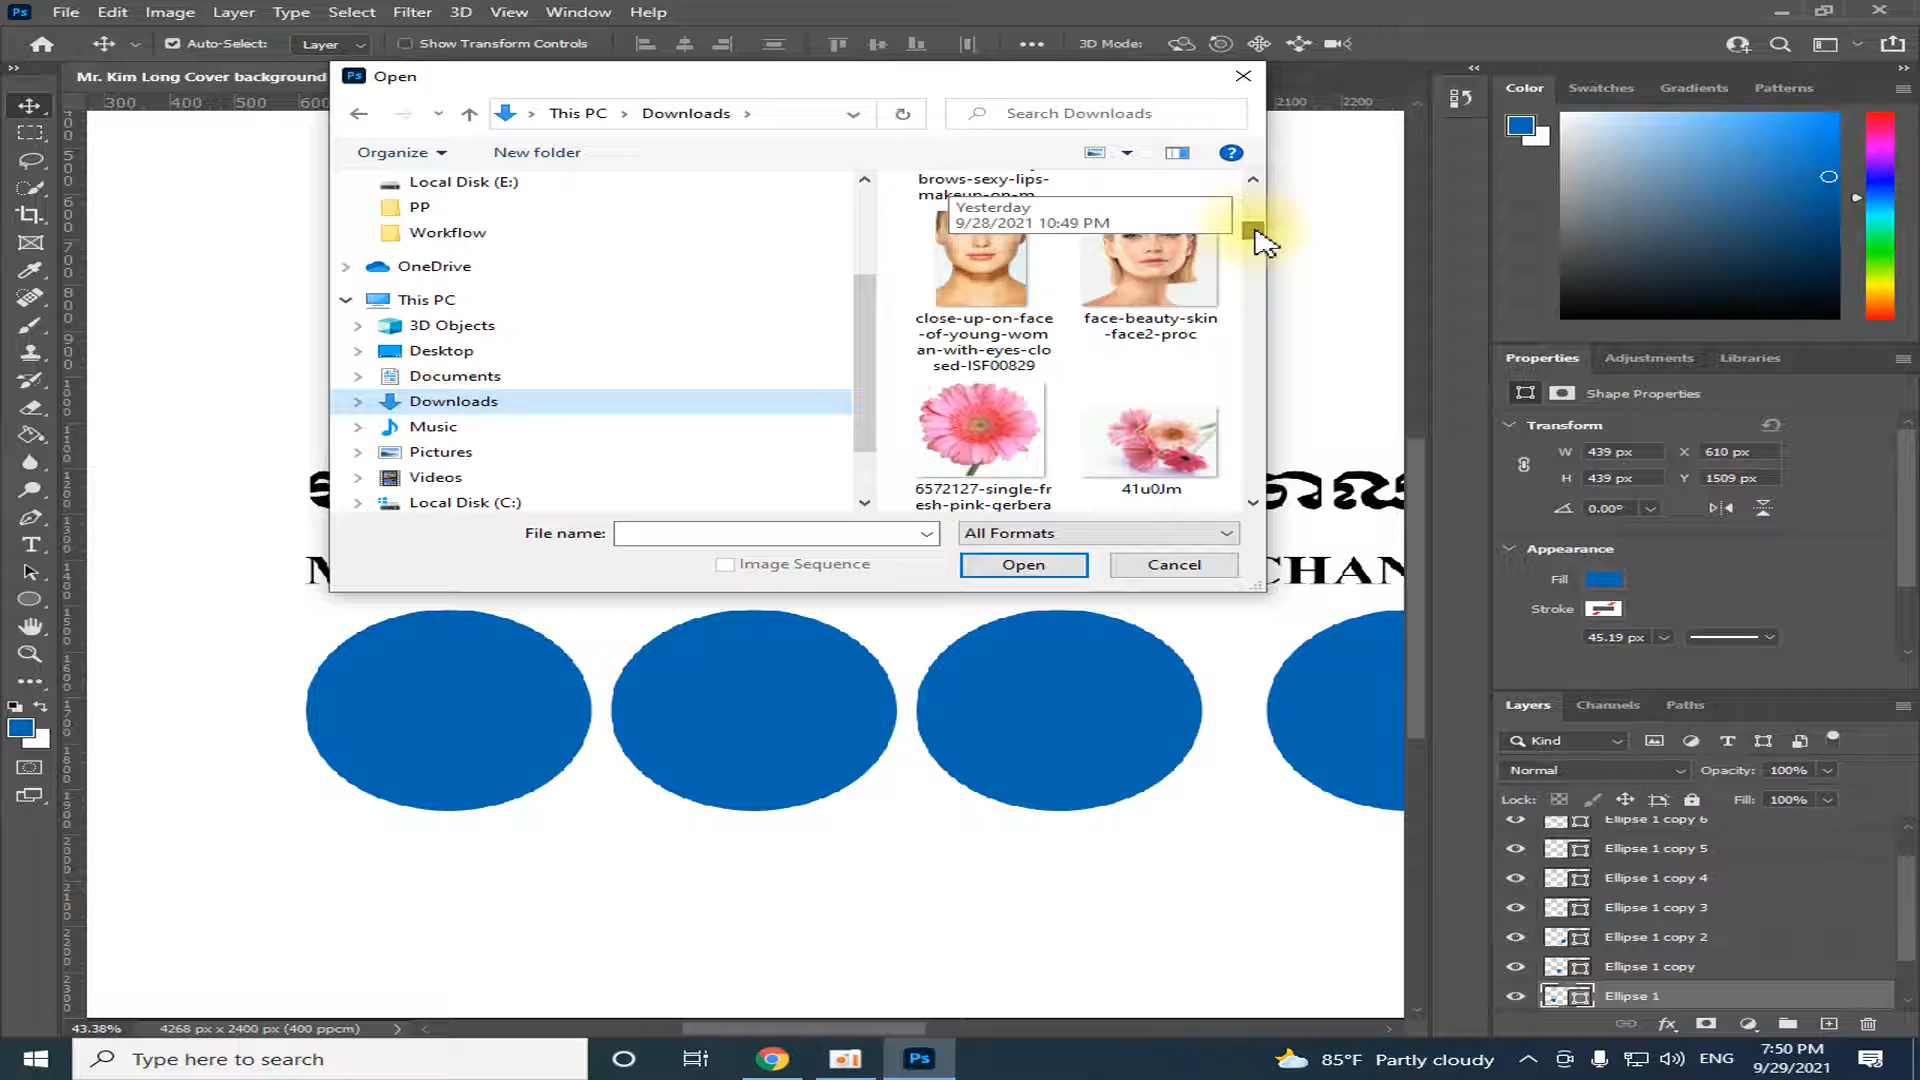 Ps File Edit Image Layer Type Select Filter 3D View Window Help
Auto-Select: Layer Show Transform Controls 3D Mode:
Mr. Kim Long Cover background
300 400 500 600 2100 2200
Ps Open
This PC Downloads Search Downloads
Organize New folder
Local Disk (E:)
PP
Workflow
OneDrive
This PC
3D Objects
Desktop
Documents
Downloads
Music
Pictures
Videos
Local Disk (C:)
brows-sexy-lips-
makeup-on-m
Yesterday
9/28/2021 10:49 PM
close-up-on-face
-of-young-wom
an-with-eyes-clo
sed-ISF00829
face-beauty-skin
-face2-proc
6572127-single-fr
esh-pink-gerbera
41u0Jm
File name: All Formats
Image Sequence Open Cancel
CHAN
Color Swatches Gradients Patterns
Properties Adjustments Libraries
Shape Properties
Transform
W 439 px X 610 px
H 439 px Y 1509 px
0.00°
Appearance
Fill
Stroke
45.19 px
Layers Channels Paths
Kind
Normal Opacity: 100%
Lock: Fill: 100%
Ellipse 1 copy 6
Ellipse 1 copy 5
Ellipse 1 copy 4
Ellipse 1 copy 3
Ellipse 1 copy 2
Ellipse 1 copy
Ellipse 1
43.38% 4268 px x 2400 px (400 ppcm)
Type here to search Ps 85°F Partly cloudy ENG 7:50 PM
9/29/2021